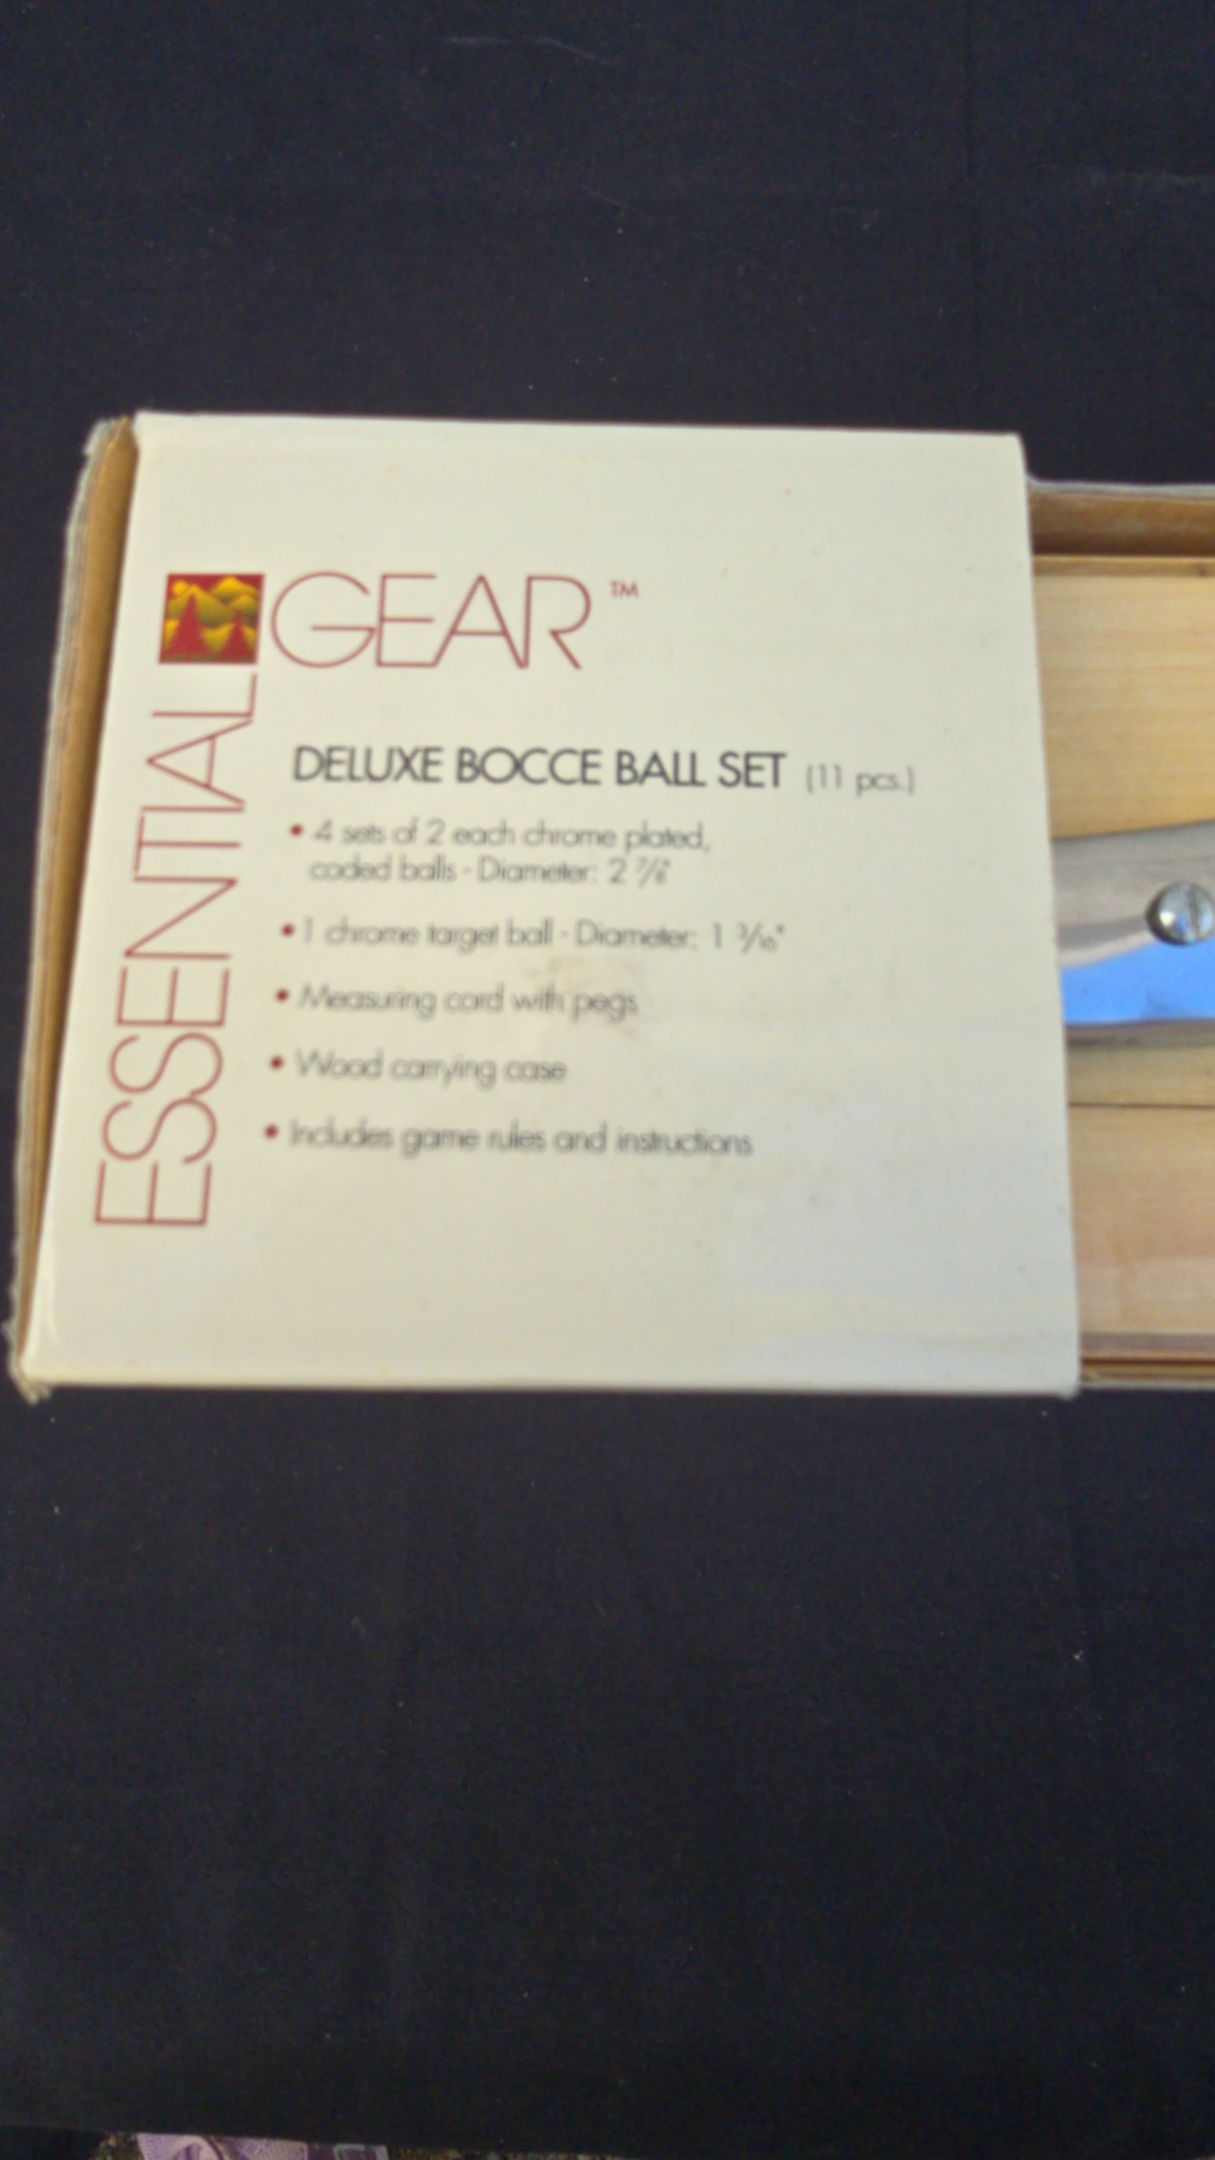 ESSENTIAL
GEAR™
DELUXE BOCCE BALL SET (11 pcs.)
• 4 sets of 2 each chrome plated,
coded balls - Diameter: 2 7/8"
• 1 chrome target ball - Diameter: 1 3/16"
• Measuring cord with pegs
• Wood carrying case
• Includes game rules and instructions